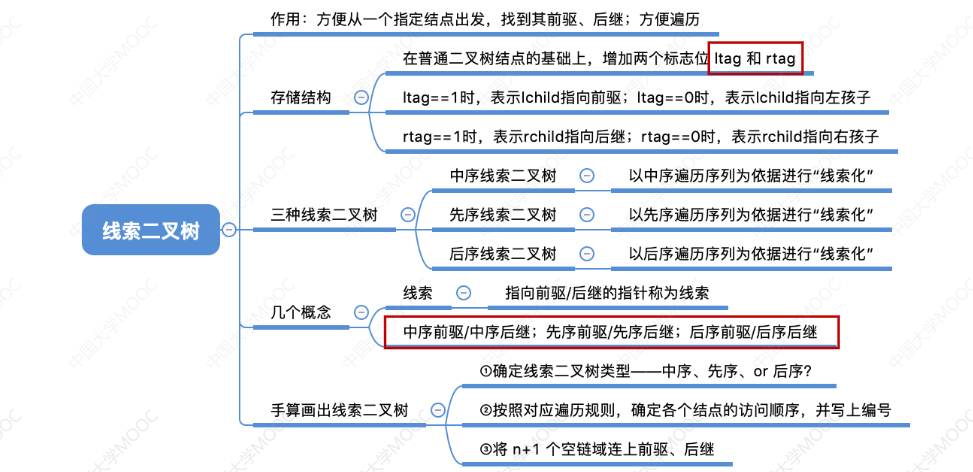 作用：方便从一个指定结点出发，找到其前驱、后继；方便遍历
在普通二叉树结点的基础上，增加两个标志位 ltag 和 rtag
存储结构
ltag==1时，表示lchild指向前驱；ltag==0时，表示lchild指向左孩子
rtag==1时，表示rchild指向后继；rtag==0时，表示rchild指向右孩子
中序线索二叉树
以中序遍历序列为依据进行“线索化”
三种线索二叉树
先序线索二叉树
以先序遍历序列为依据进行“线索化”
线索二叉树
后序线索二叉树
以后序遍历序列为依据进行“线索化”
线索
指向前驱/后继的指针称为线索
几个概念
中序前驱/中序后继；先序前驱/先序后继；后序前驱/后序后继
①确定线索二叉树类型——中序、先序、or 后序？
手算画出线索二叉树
②按照对应遍历规则，确定各个结点的访问顺序，并写上编号
③将 n+1 个空链域连上前驱、后继
中国大学MOOC